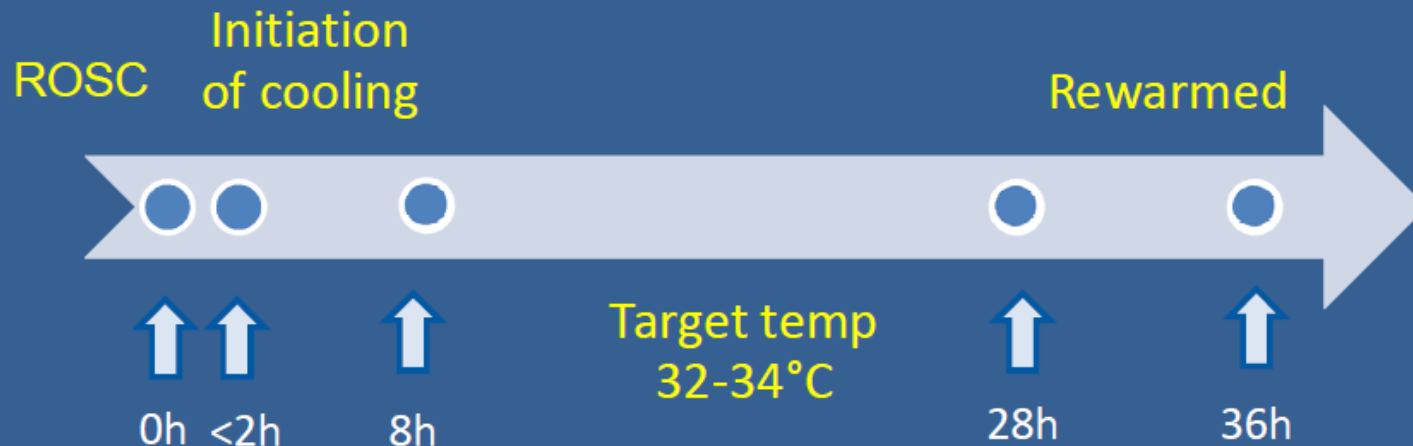 ROSC
Initiation
of cooling
Rewarmed
Target temp
32-34°C
0h
<2h
8h
28h
36h